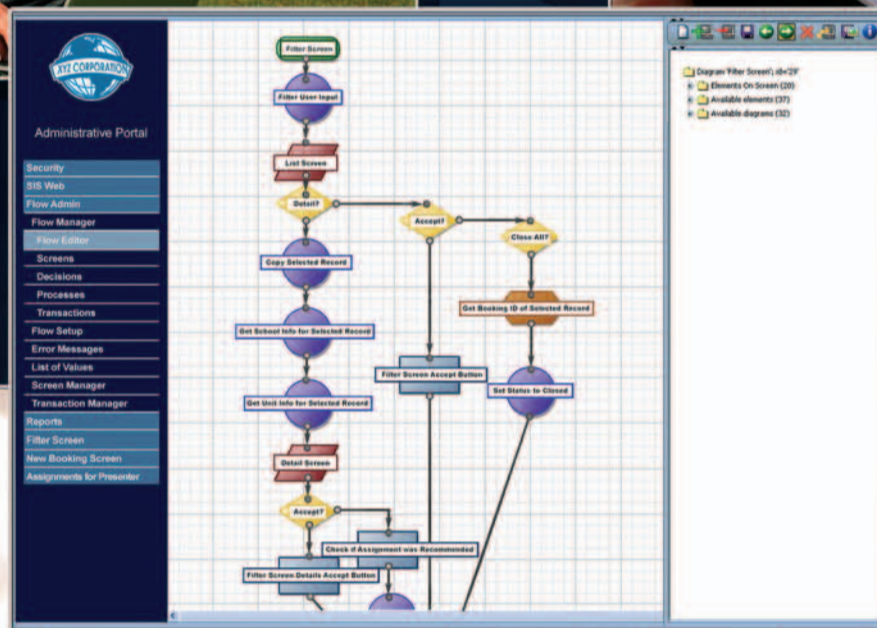 XYZ CORPORATION
Administrative Portal
Security
SIS Web
Flow Admin
Flow Manager
Flow Editor
Screens
Decisions
Processes
Transactions
Flow Setup
Error Messages
List of Values
Screen Manager
Transaction Manager
Reports
Filter Screen
New Booking Screen
Assignments for Presenter
Filter Screen
Filter User Input
List Screen
Detail?
Accept?
Close All?
Copy Selected Record
Get Booking ID of Selected Record
Get School Info for Selected Record
Filter Screen Accept Button
Set Status to Closed
Get Unit Info for Selected Record
Detail Screen
Accept?
Check if Assignment was Recommended
Filter Screen Details Accept Button
Diagram 'Filter Screen'; id='29'
Elements On Screen (20)
Available elements (37)
Available diagrams (32)